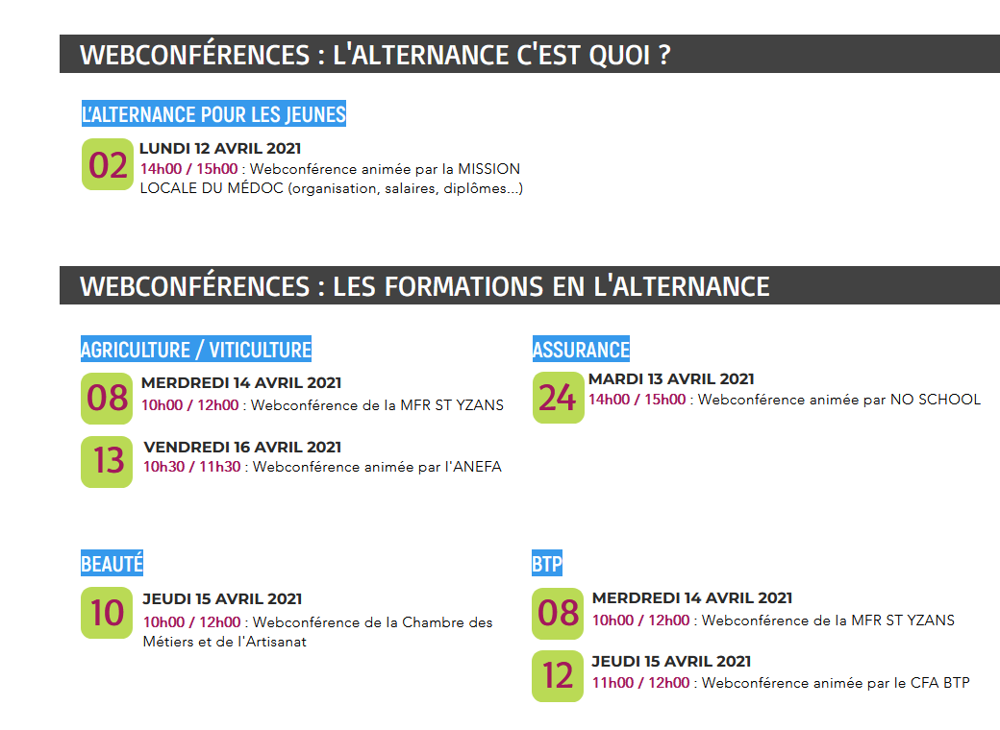 WEBCONFÉRENCES : L'ALTERNANCE C'EST QUOI ?
L'ALTERNANCE POUR LES JEUNES
02
LUNDI 12 AVRIL 2021
14h00 / 15h00 : Webconférence animée par la MISSION
LOCALE DU MÉDOC (organisation, salaires, diplômes...)
WEBCONFÉRENCES : LES FORMATIONS EN L'ALTERNANCE
AGRICULTURE / VITICULTURE
08
MERDREDI 14 AVRIL 2021
10h00 / 12h00 : Webconférence de la MFR ST YZANS
13
VENDREDI 16 AVRIL 2021
10h30 / 11h30 : Webconférence animée par l'ANEFA
ASSURANCE
24
MARDI 13 AVRIL 2021
14h00 / 15h00 : Webconférence animée par NO SCHOOL
BEAUTÉ
10
JEUDI 15 AVRIL 2021
10h00 / 12h00 : Webconférence de la Chambre des
Métiers et de l'Artisanat
BTP
08
MERDREDI 14 AVRIL 2021
10h00 / 12h00 : Webconférence de la MFR ST YZANS
12
JEUDI 15 AVRIL 2021
11h00 / 12h00 : Webconférence animée par le CFA BTP